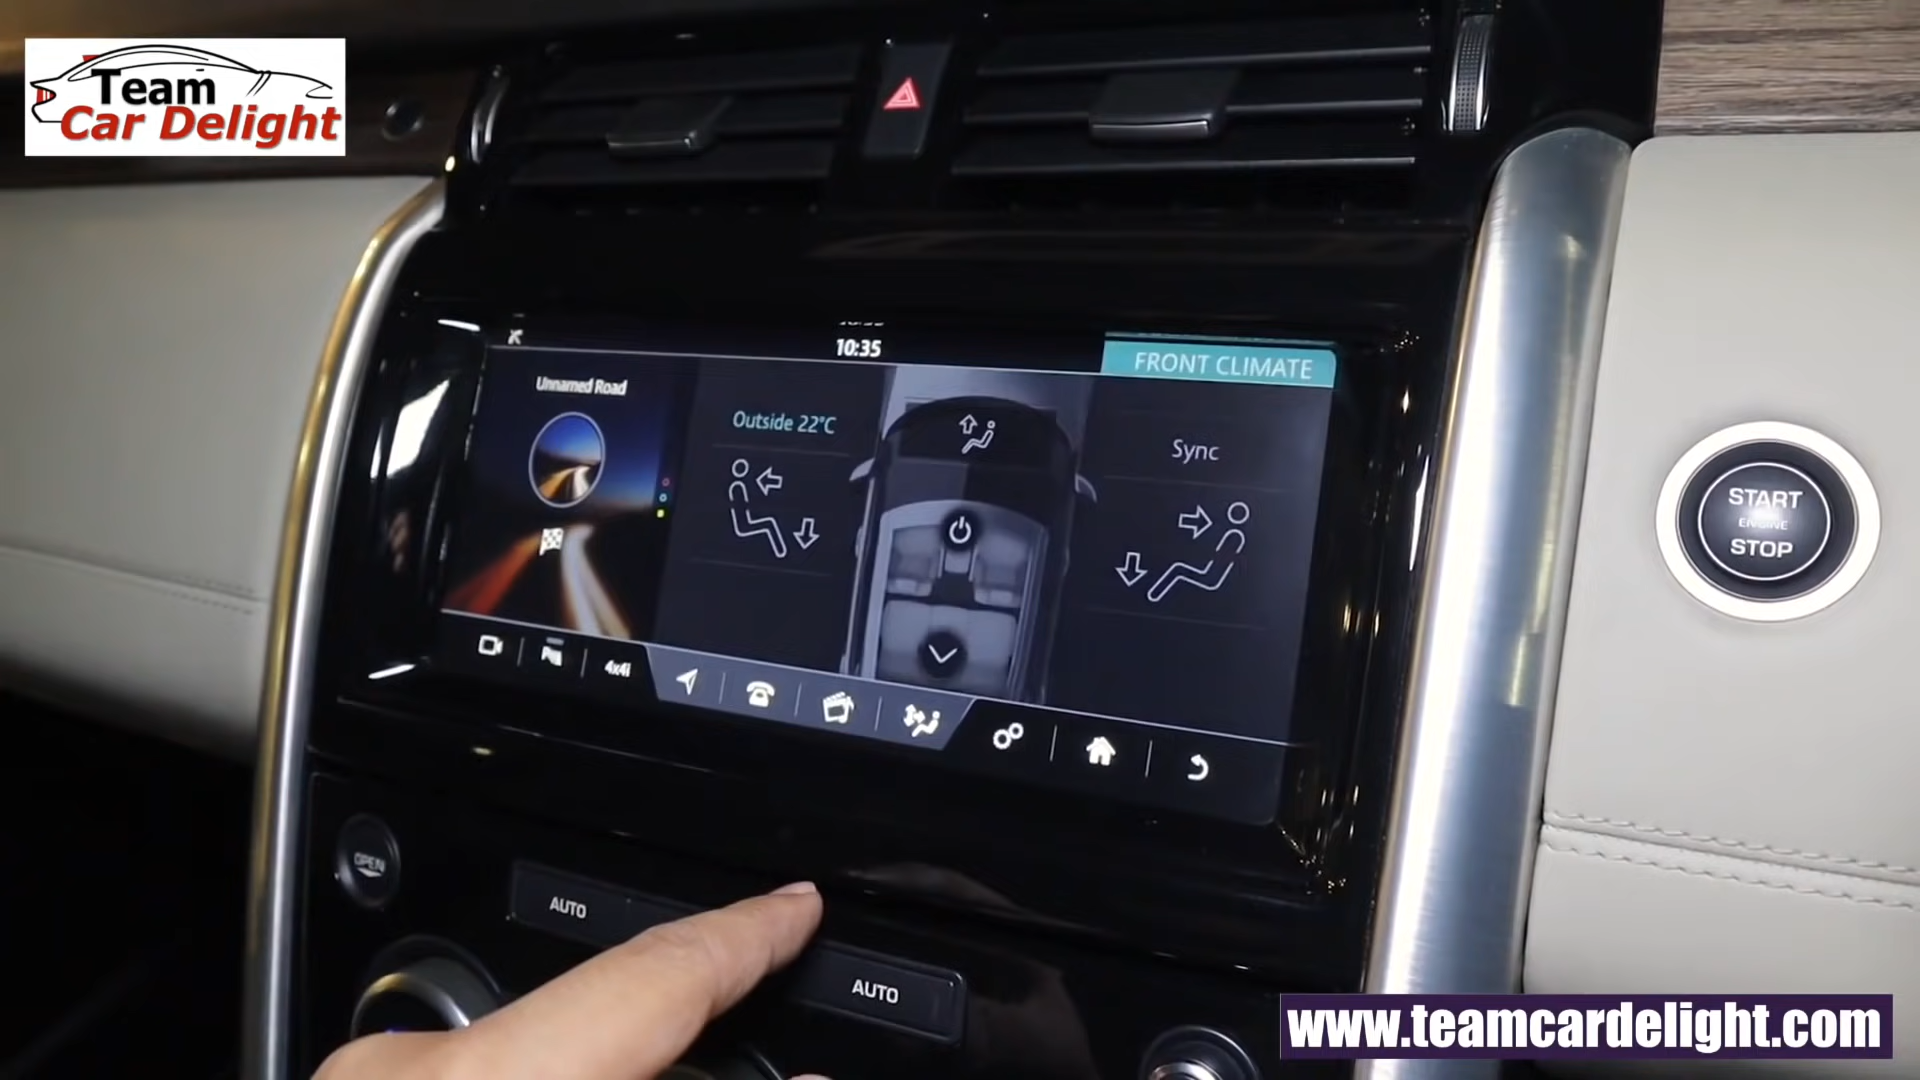 Team
Car Delight
10:35
FRONT CLIMATE
Unnamed Road
Outside 22°C
Sync
START
ENGINE
STOP
4x4i
OPEN
AUTO
AUTO
www.teamcardelight.com